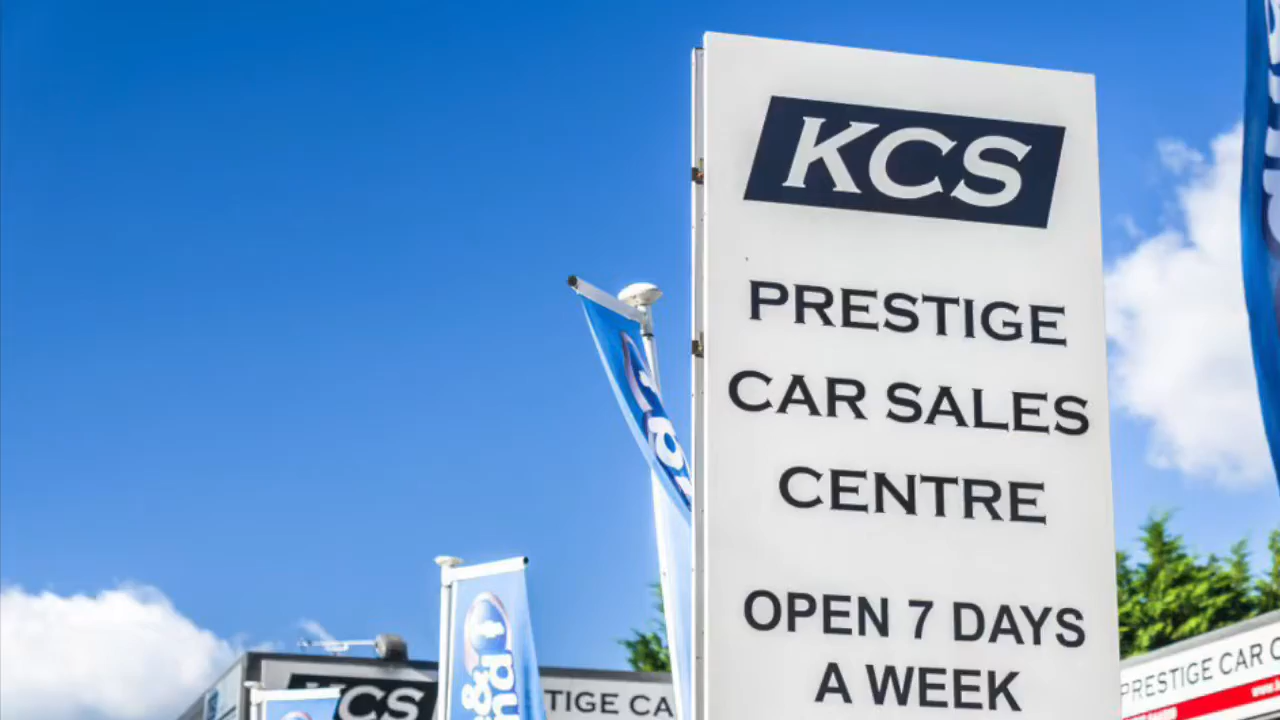 KCS
PRESTIGE
CAR SALES
CENTRE
OPEN 7 DAYS
A WEEK
KCS
TIGE CA
PRESTIGE CAR